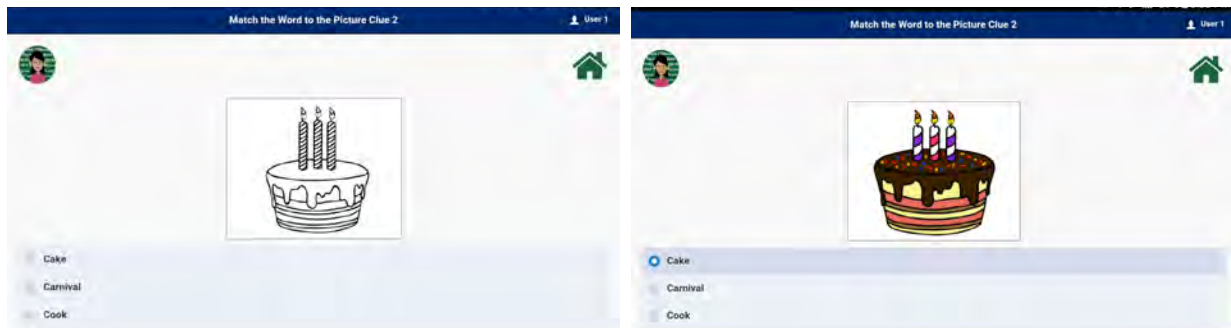 Match the Word to the Picture Clue 2
User 1
Cake
Carnival
Cook
Match the Word to the Picture Clue 2
User 1
Cake
Carnival
Cook